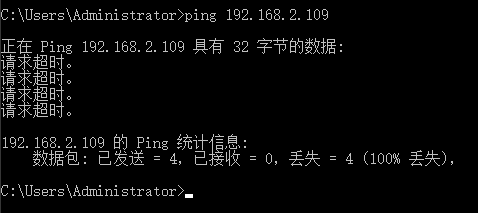 C:\Users\Administrator>ping 192.168.2.109
正在 Ping 192.168.2.109 具有 32 字节的数据:
请求超时。
请求超时。
请求超时。
请求超时。
192.168.2.109 的 Ping 统计信息:
数据包: 已发送 = 4，已接收 = 0，丢失 = 4 (100% 丢失)，
C:\Users\Administrator>